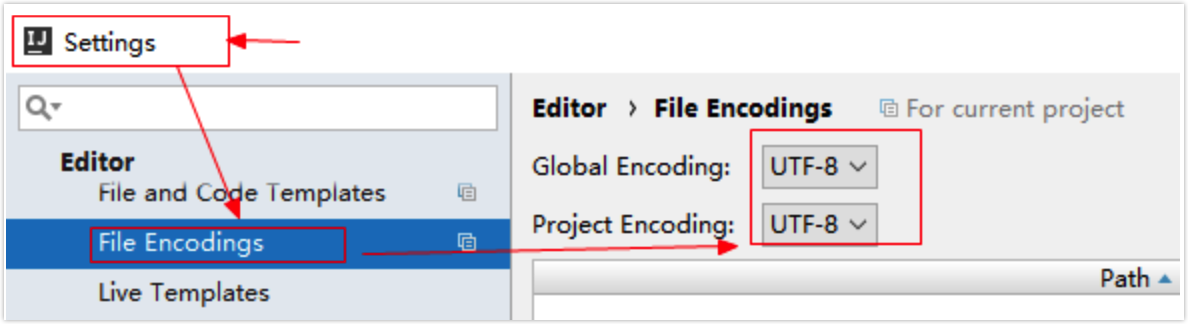 IJ Settings
Editor
File and Code Templates
File Encodings
Live Templates
Editor › File Encodings For current project
Global Encoding: UTF-8
Project Encoding: UTF-8
Path